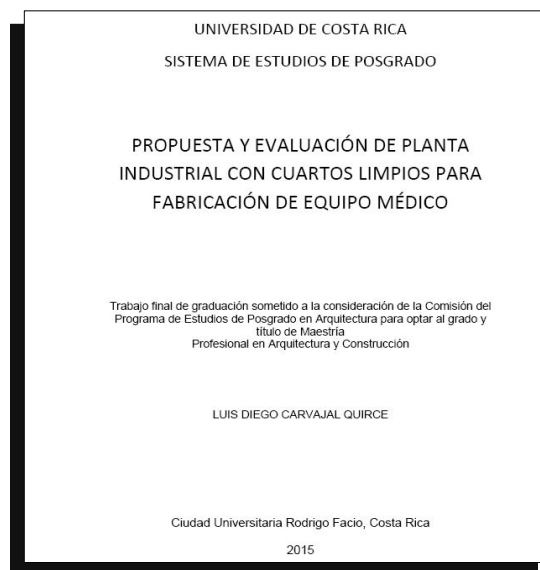 UNIVERSIDAD DE COSTA RICA
SISTEMA DE ESTUDIOS DE POSGRADO
PROPUESTA Y EVALUACIÓN DE PLANTA
INDUSTRIAL CON CUARTOS LIMPIOS PARA
FABRICACIÓN DE EQUIPO MÉDICO
Trabajo final de graduación sometido a la consideración de la Comisión del
Programa de Estudios de Posgrado en Arquitectura para optar al grado y
título de Maestría
Profesional en Arquitectura y Construcción
LUIS DIEGO CARVAJAL QUIRCE
Ciudad Universitaria Rodrigo Facio, Costa Rica
2015